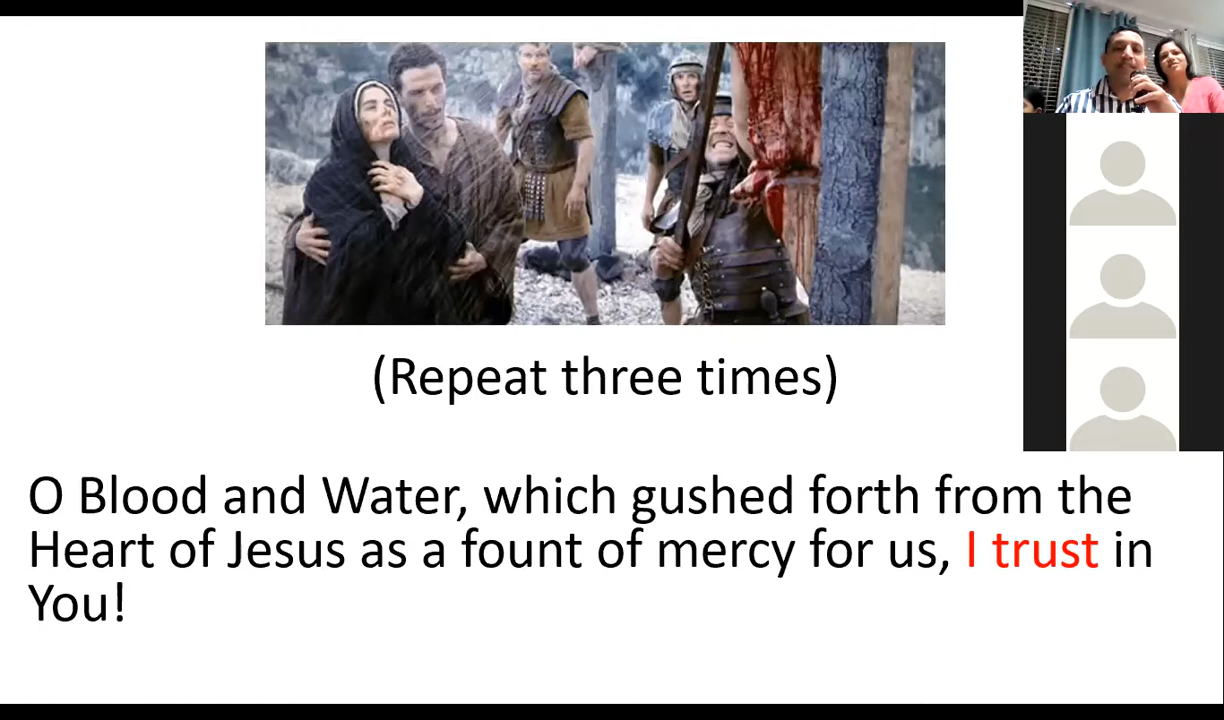 (Repeat three times)
O Blood and Water, which gushed forth from the
Heart of Jesus as a fount of mercy for us, I trust in
You!